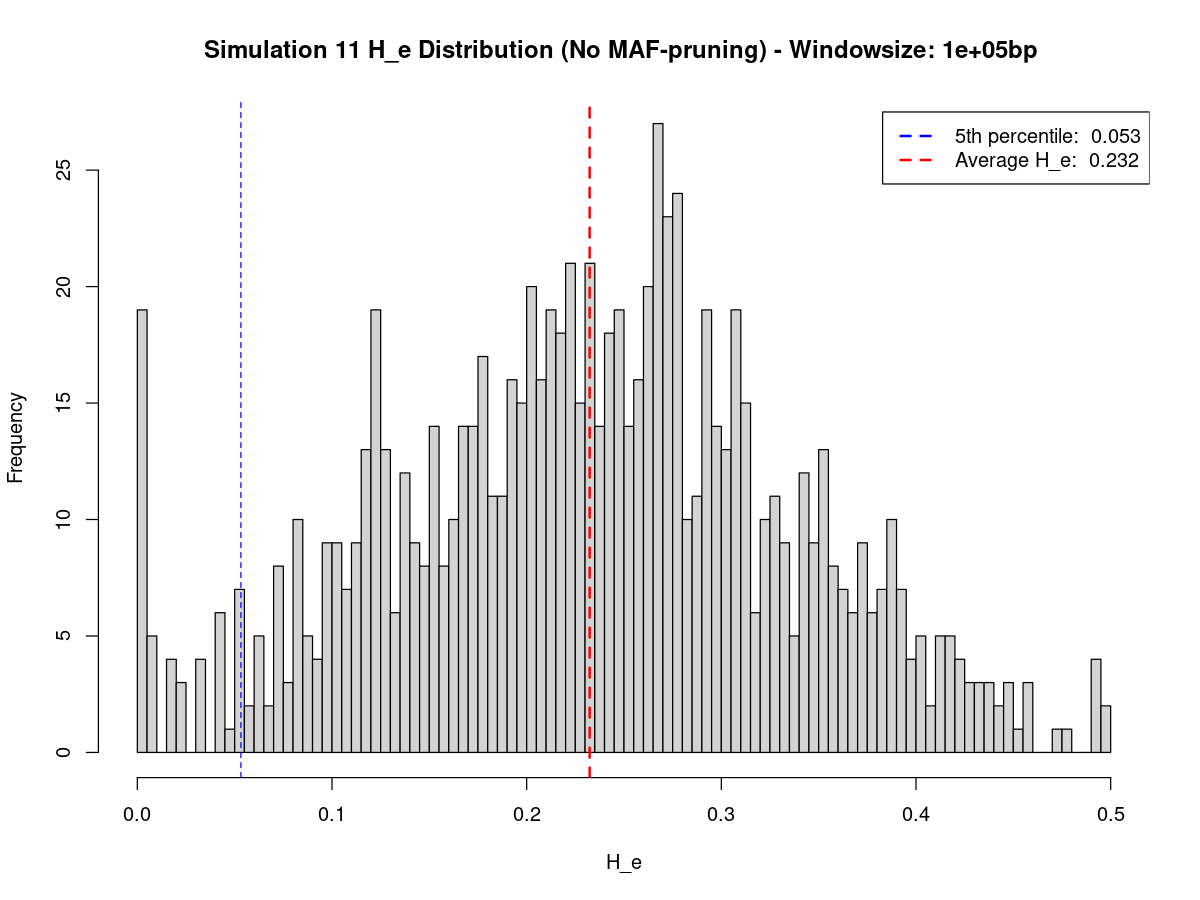 Simulation 11 H_e Distribution (No MAF-pruning) - Windowsize: 1e+05bp
5th percentile:  0.053
Average H_e:  0.232
Frequency
25
20
15
10
5
0
0.0 0.1 0.2 0.3 0.4 0.5
H_e